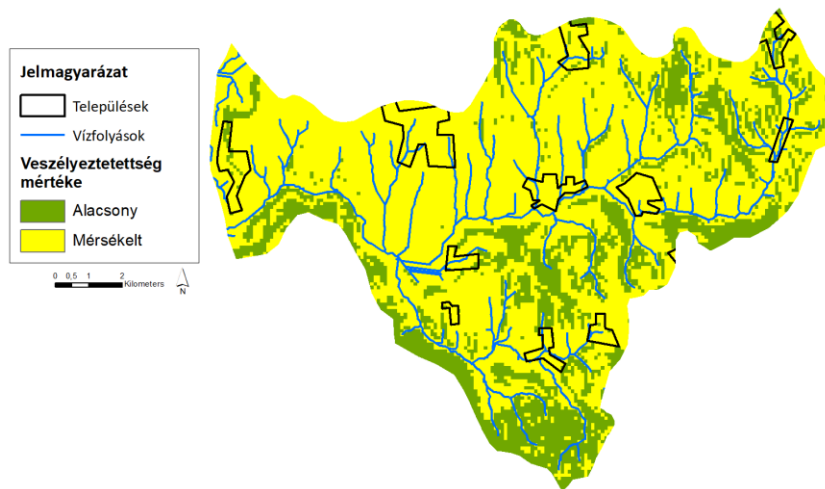 Jelmagyarázat
Települések
Vízfolyások
Veszélyeztetettség
mértéke
Alacsony
Mérsékelt
0 0,5 1 2
Kilometers
N